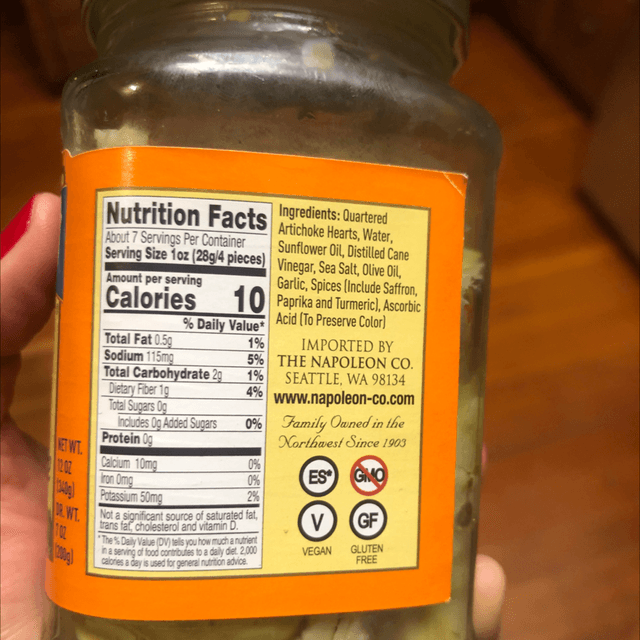 Nutrition Facts
About 7 Servings Per Container
Serving Size 1oz (28g/4 pieces)
Amount per serving
Calories 10
% Daily Value*
Total Fat 0.5g 1%
Sodium 115mg 5%
Total Carbohydrate 2g 1%
Dietary Fiber 1g 4%
Total Sugars 0g
Includes 0g Added Sugars 0%
Protein 0g
Calcium 10mg 0%
Iron 0mg 0%
Potassium 50mg 2%
Not a significant source of saturated fat,
trans fat, cholesterol and vitamin D.
*The % Daily Value (DV) tells you how much a nutrient
in a serving of food contributes to a daily diet. 2,000
calories a day is used for general nutrition advice.
Ingredients: Quartered
Artichoke Hearts, Water,
Sunflower Oil, Distilled Cane
Vinegar, Sea Salt, Olive Oil,
Garlic, Spices (Include Saffron,
Paprika and Turmeric), Ascorbic
Acid (To Preserve Color)
IMPORTED BY
THE NAPOLEON CO.
SEATTLE, WA 98134
www.napoleon-co.com
Family Owned in the
Northwest Since 1903
ES* GMO
V GF
VEGAN GLUTEN
FREE
NET WT.
12 OZ
(340g)
DR. WT.
7 OZ
(200g)